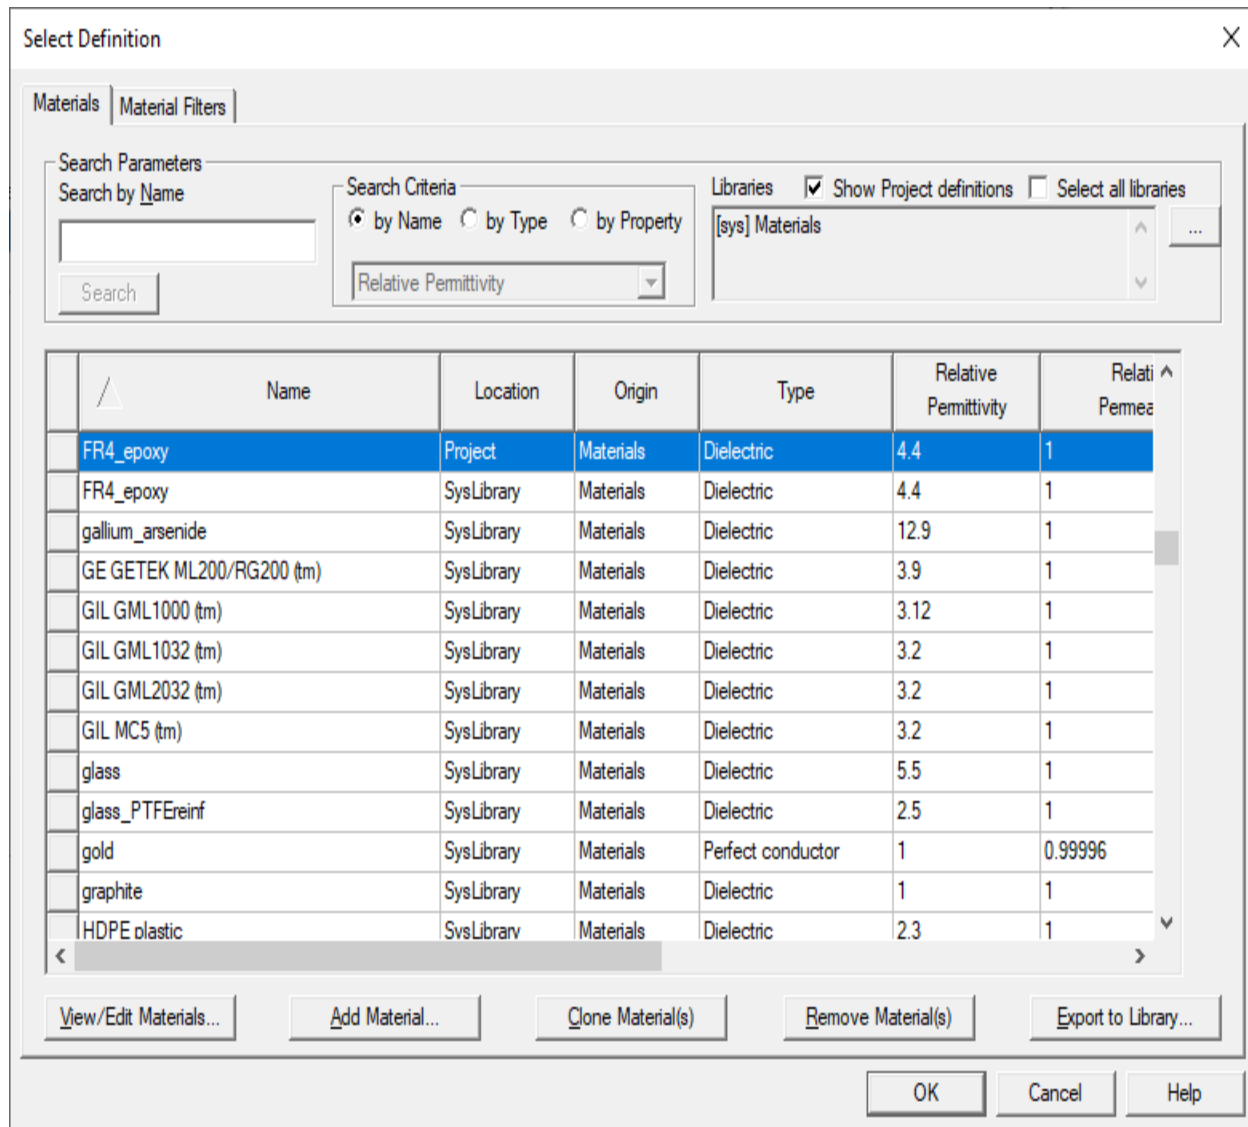 Select Definition
Materials
Material Filters
Search Parameters
Search by Name
Search
Search Criteria
by Name by Type by Property
Relative Permittivity
Libraries Show Project definitions Select all libraries
[sys] Materials
...
Name Location Origin Type Relative Permittivity Relati Permea
FR4_epoxy Project Materials Dielectric 4.4 1
FR4_epoxy SysLibrary Materials Dielectric 4.4 1
gallium_arsenide SysLibrary Materials Dielectric 12.9 1
GE GETEK ML200/RG200 (tm) SysLibrary Materials Dielectric 3.9 1
GIL GML1000 (tm) SysLibrary Materials Dielectric 3.12 1
GIL GML1032 (tm) SysLibrary Materials Dielectric 3.2 1
GIL GML2032 (tm) SysLibrary Materials Dielectric 3.2 1
GIL MC5 (tm) SysLibrary Materials Dielectric 3.2 1
glass SysLibrary Materials Dielectric 5.5 1
glass_PTFEreinf SysLibrary Materials Dielectric 2.5 1
gold SysLibrary Materials Perfect conductor 1 0.99996
graphite SysLibrary Materials Dielectric 1 1
HDPE plastic SysLibrary Materials Dielectric 2.3 1
View/Edit Materials... Add Material... Clone Material(s) Remove Material(s) Export to Library...
OK Cancel Help